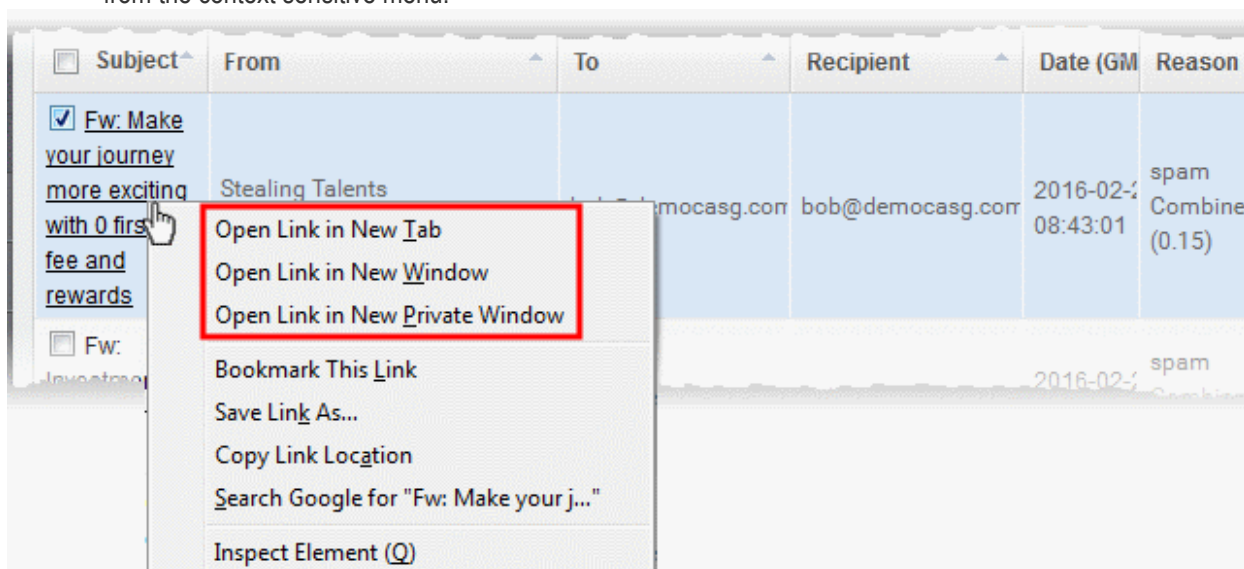 from the context sensitive menu.
Subject From To Recipient Date (GM Reason
Fw: Make
your journey
more exciting
with 0 firs
fee and
rewards
Stealing Talents
mocasg.com
bob@democasg.com
2016-02-2
08:43:01
spam
Combine
(0.15)
Open Link in New Tab
Open Link in New Window
Open Link in New Private Window
Bookmark This Link
Save Link As...
Copy Link Location
Search Google for "Fw: Make your j..."
Inspect Element (Q)
Fw:
2016-02-2
spam